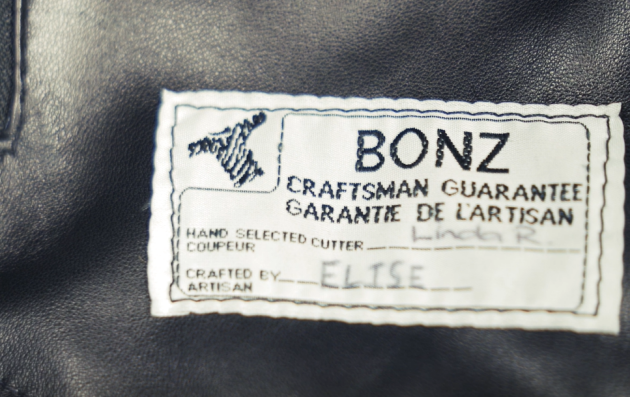 BONZ
CRAFTSMAN GUARANTEE
GARANTIE DE L'ARTISAN
HAND SELECTED CUTTER Linda R.
COUPEUR
CRAFTED BY ELISE
ARTISAN